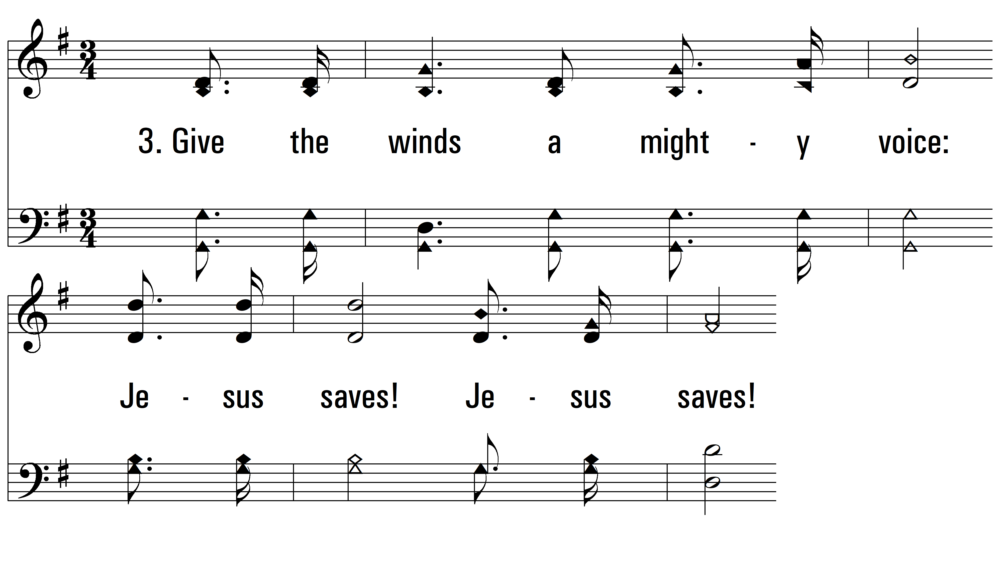 3. Give the winds a might - y voice:
Je - sus saves! Je - sus saves!